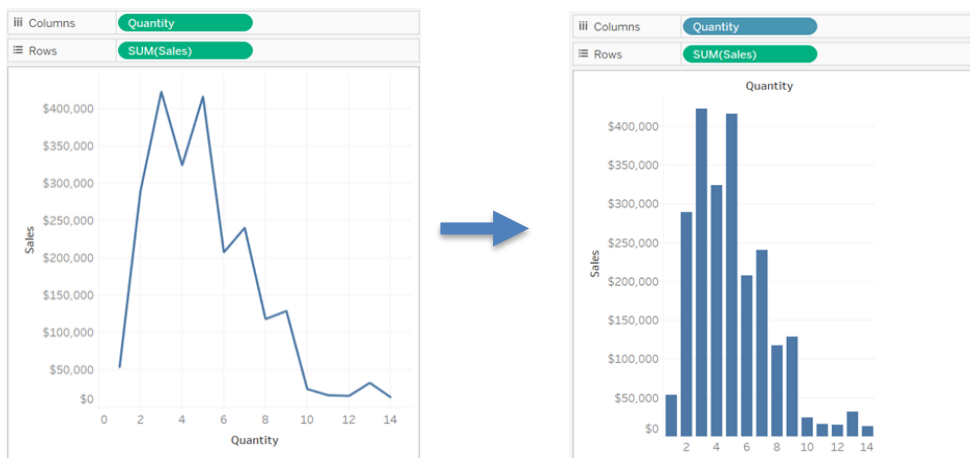 Columns Quantity
Rows SUM(Sales)
$400,000
$350,000
$300,000
$250,000
$200,000
$150,000
$100,000
$50,000
$0
Sales
0 2 4 6 8 10 12 14
Quantity
Columns Quantity
Rows SUM(Sales)
Quantity
$400,000
$350,000
$300,000
$250,000
$200,000
$150,000
$100,000
$50,000
$0
Sales
2 4 6 8 10 12 14